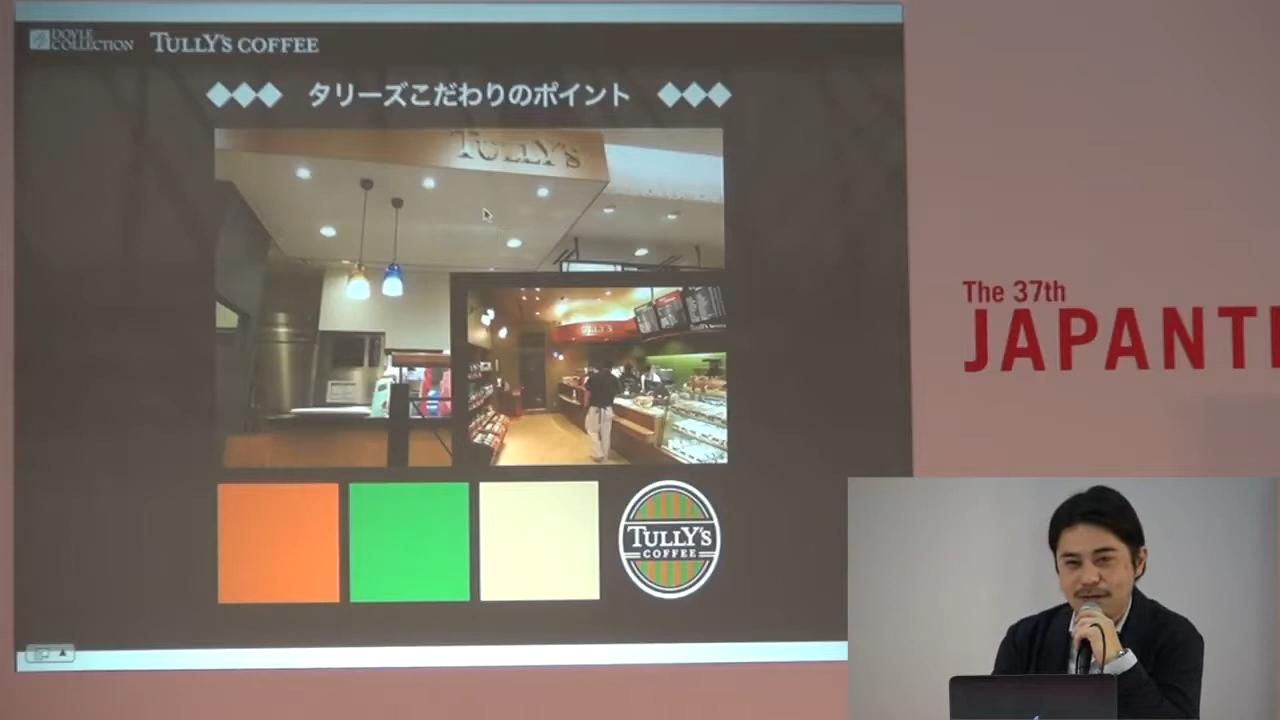 DOYLE
COLLECTION
TULLY'S COFFEE
タリーズこだわりのポイント
TULLY'S
TULLY'S
TULLY'S
COFFEE
The 37th
JAPANT